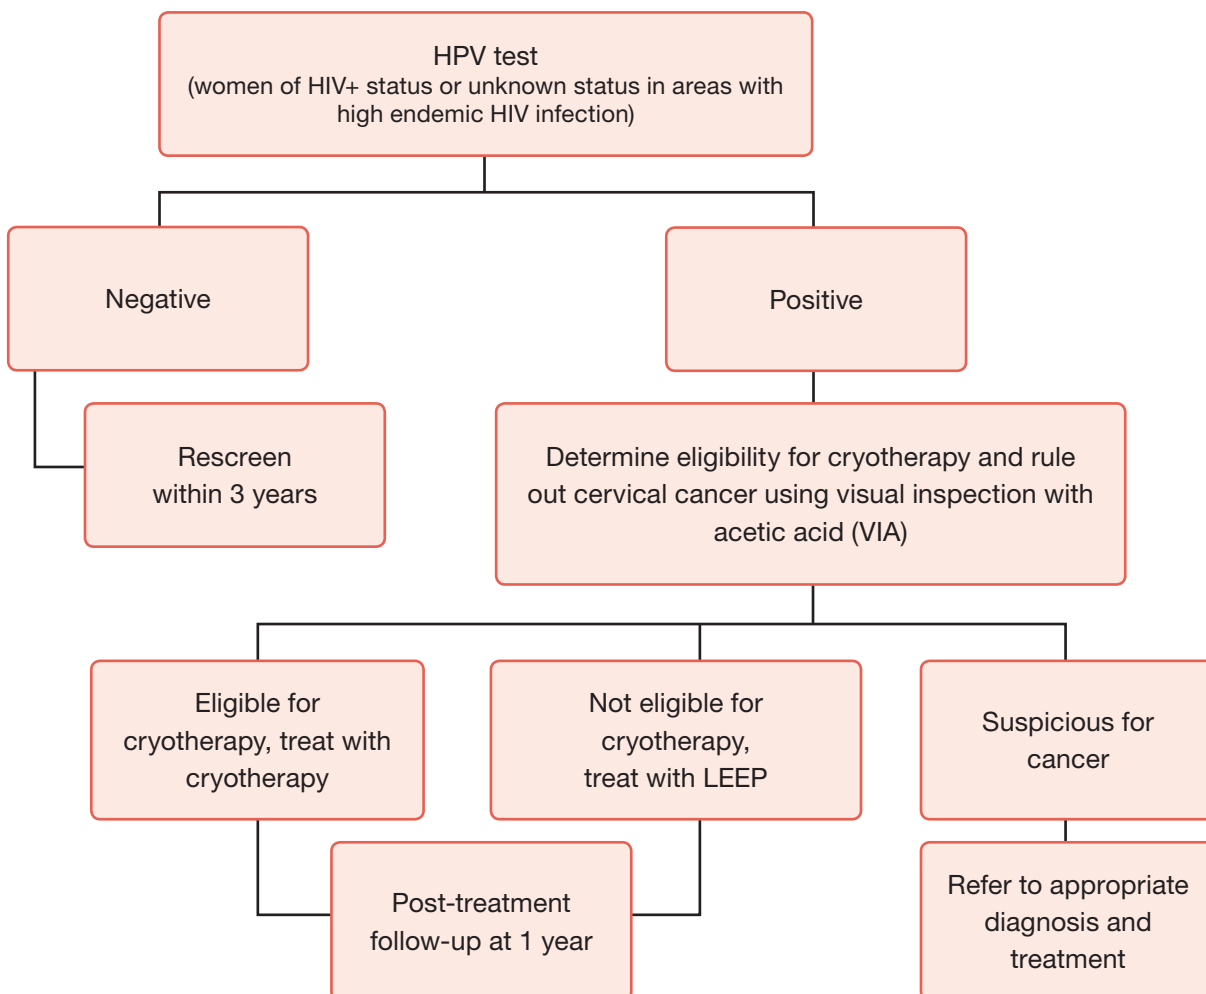 HPV test
(women of HIV+ status or unknown status in areas with
high endemic HIV infection)
Negative
Positive
Rescreen
within 3 years
Determine eligibility for cryotherapy and rule
out cervical cancer using visual inspection with
acetic acid (VIA)
Eligible for
cryotherapy, treat with
cryotherapy
Not eligible for
cryotherapy,
treat with LEEP
Suspicious for
cancer
Post-treatment
follow-up at 1 year
Refer to appropriate
diagnosis and
treatment